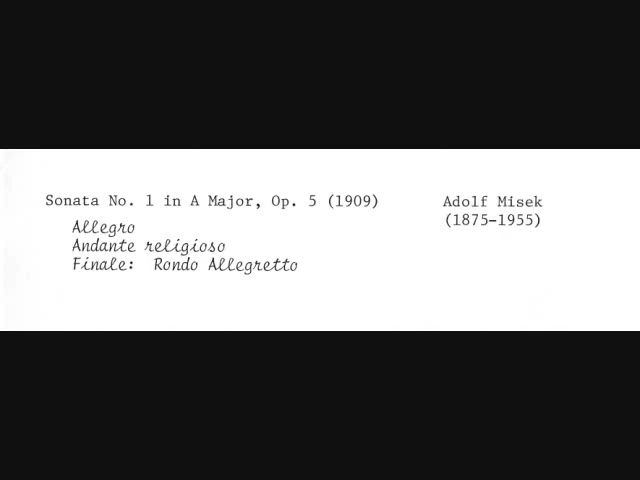 Sonata No. 1 in A Major, Op. 5 (1909)
Adolf Misek
(1875-1955)
Allegro
Andante religioso
Finale: Rondo Allegretto